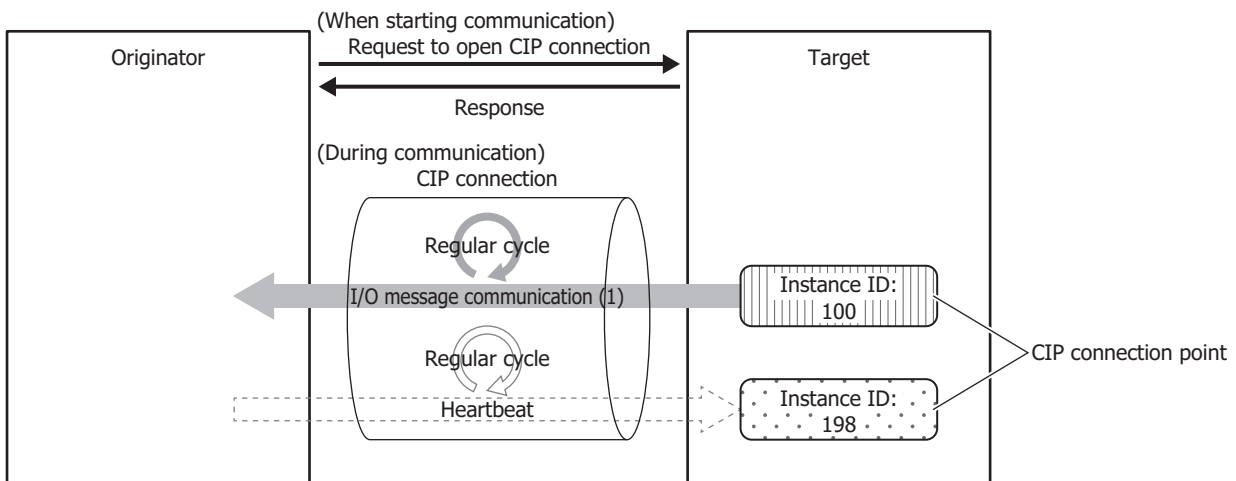 (When starting communication)
Request to open CIP connection
Originator
Target
Response
(During communication)
CIP connection
Regular cycle
I/O message communication (1)
Instance ID:
100
Regular cycle
CIP connection point
Heartbeat
Instance ID:
198